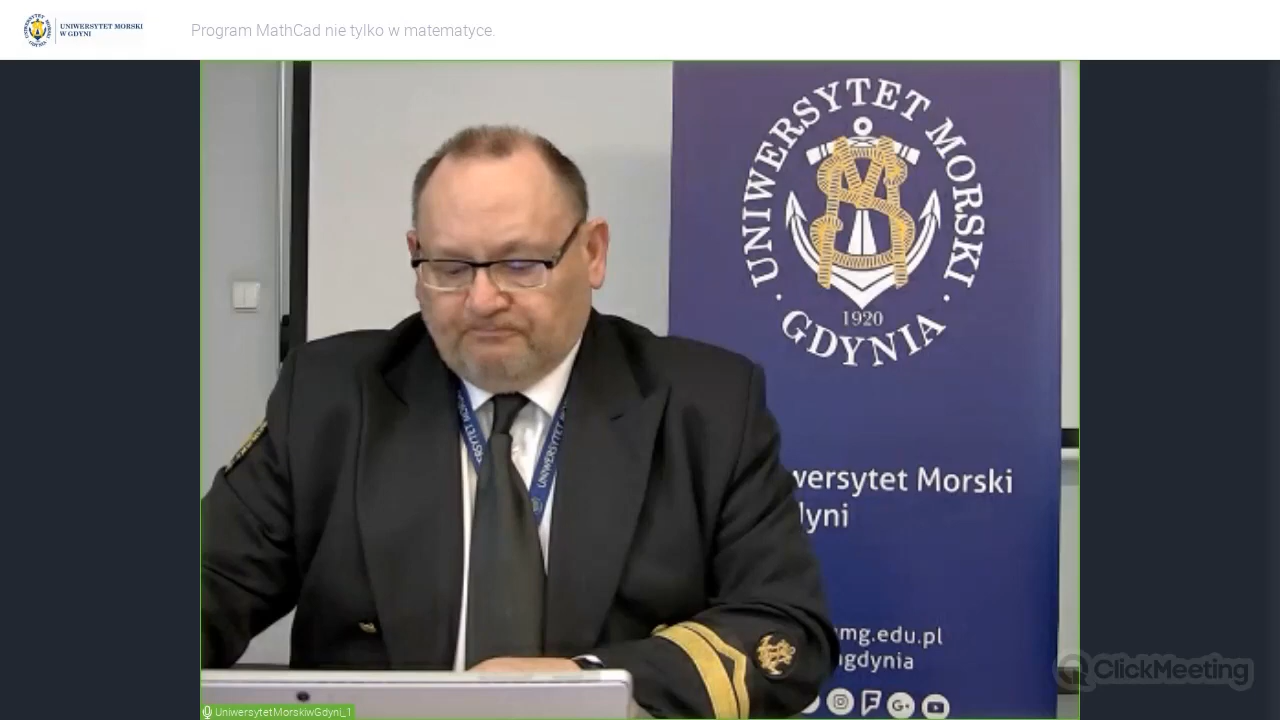 UNIWERSYTET MORSKI
W GDYNI
Program MathCad nie tylko w matematyce.
UNIWERSYTET MORSKI
· GDYNIA ·
1920
wersytet Morski
dyni
UNIWERSYTET
mg.edu.pl
gdynia
ClickMeeting
UniwersytetMorskiwGdyni_1